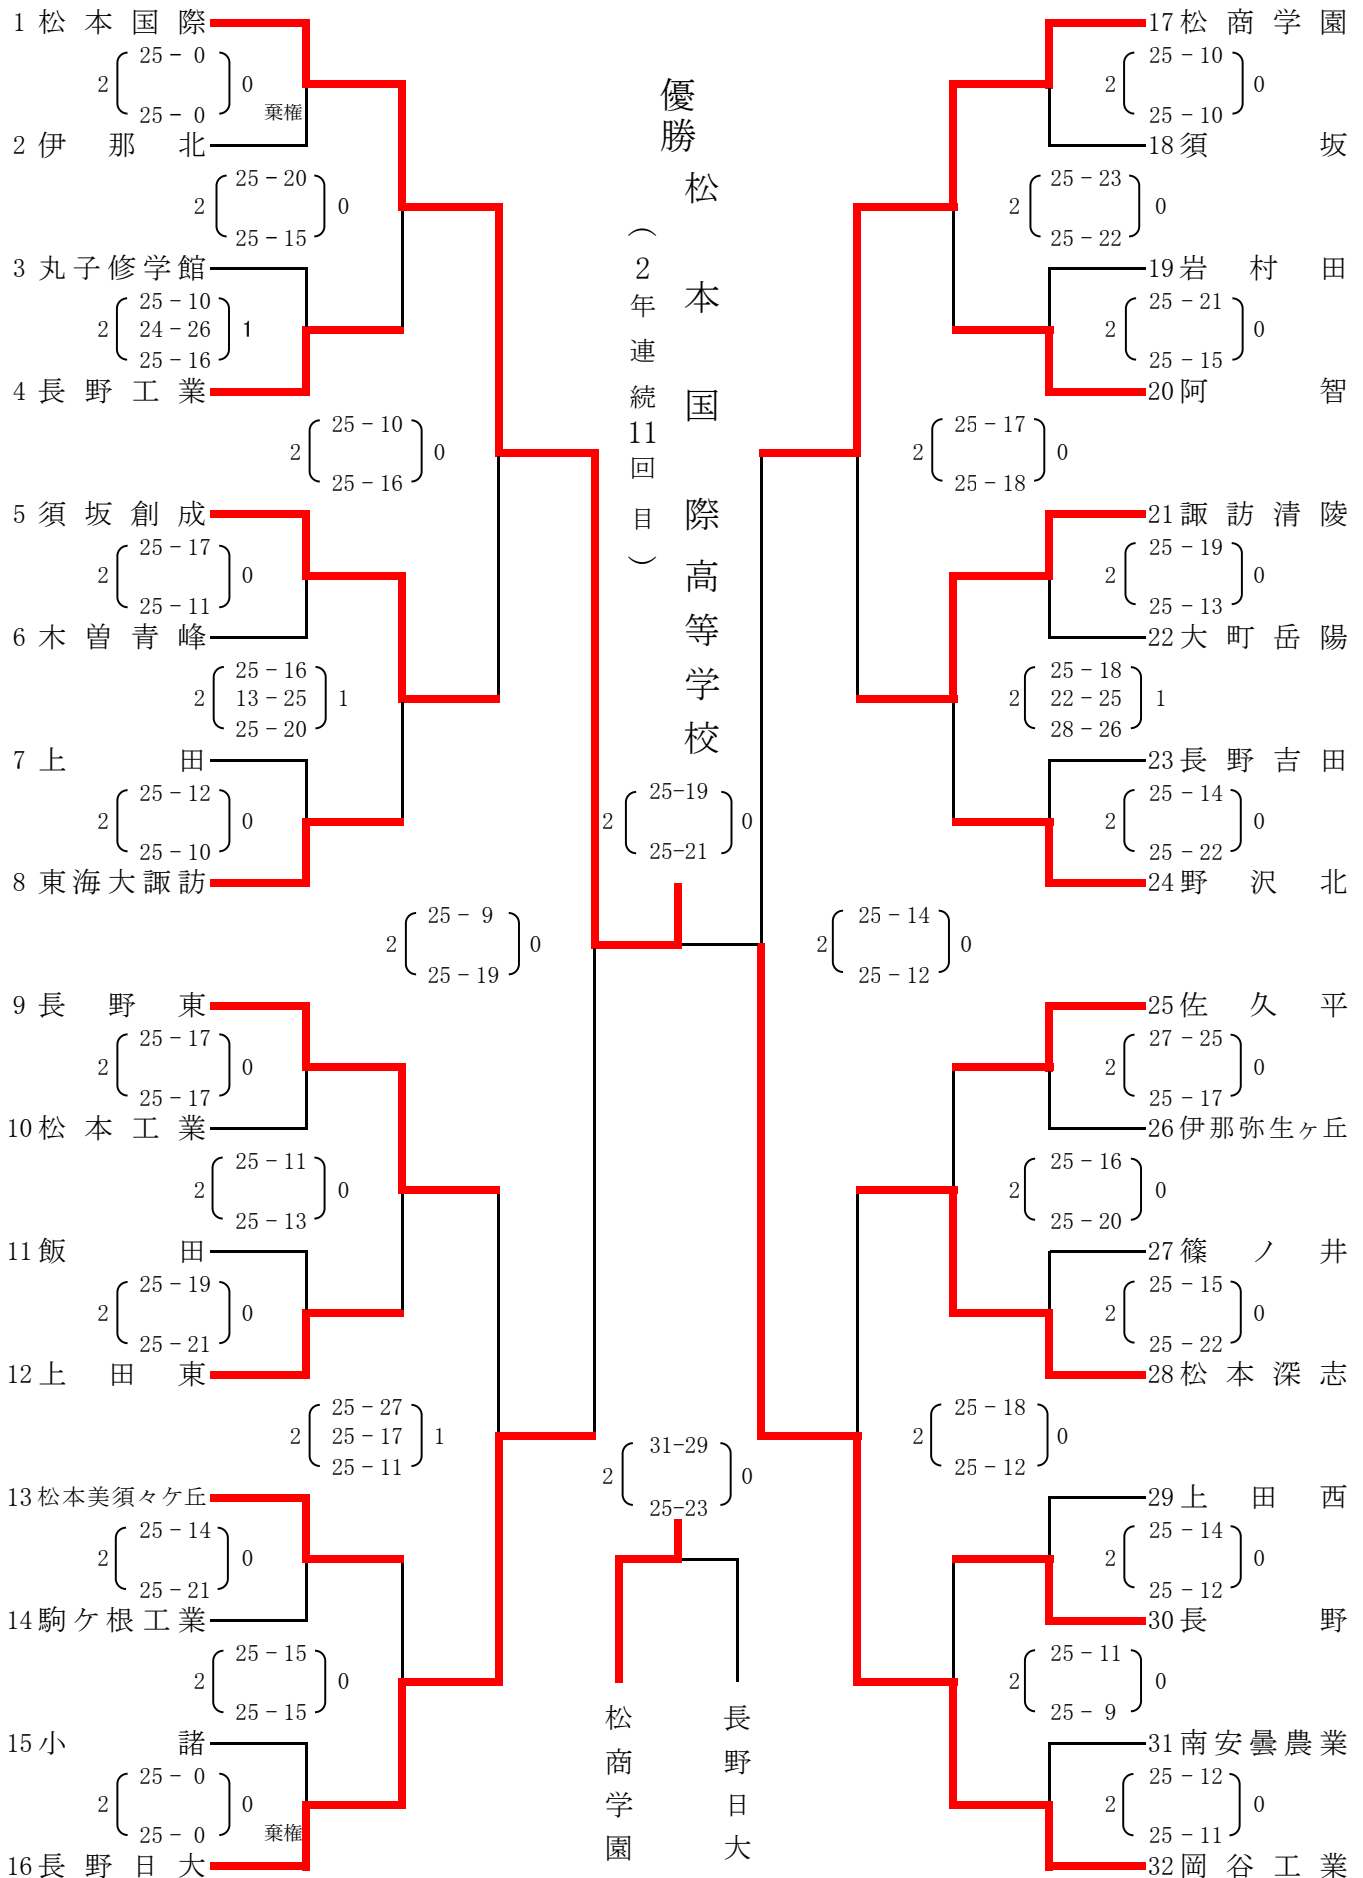 1 松本国際
25-0
2 0
25-0
棄権
2 伊那北
25-20
2 0
25-15
3 丸子修学館
25-10
2 24-26 1
25-16
4 長野工業
25-10
2 0
25-16
5 須坂創成
25-17
2 0
25-11
6 木曽青峰
25-16
2 13-25 1
25-20
7 上田
25-12
2 0
25-10
8 東海大諏訪
25-9
2 0
25-19
9 長野東
25-17
2 0
25-17
10 松本工業
25-11
2 0
25-13
11 飯田
25-19
2 0
25-21
12 上田東
25-27
2 25-17 1
25-11
13 松本美須々ケ丘
25-14
2 0
25-21
14 駒ケ根工業
25-15
2 0
25-15
15 小諸
25-0
2 0
25-0
棄権
16 長野日大
優勝
松本国際高等学校
(2年連続11回目)
25-19
2 0
25-21
31-29
2 0
25-23
松商学園
長野日大
17 松商学園
25-10
2 0
25-10
18 須坂
25-23
2 0
25-22
19 岩村田
25-21
2 0
25-15
20 阿智
25-17
2 0
25-18
21 諏訪清陵
25-19
2 0
25-13
22 大町岳陽
25-18
2 22-25 1
28-26
23 長野吉田
25-14
2 0
25-22
24 野沢北
25-14
2 0
25-12
25 佐久平
27-25
2 0
25-17
26 伊那弥生ヶ丘
25-16
2 0
25-20
27 篠ノ井
25-15
2 0
25-22
28 松本深志
25-18
2 0
25-12
29 上田西
25-14
2 0
25-12
30 長野
25-11
2 0
25-9
31 南安曇農業
25-12
2 0
25-11
32 岡谷工業